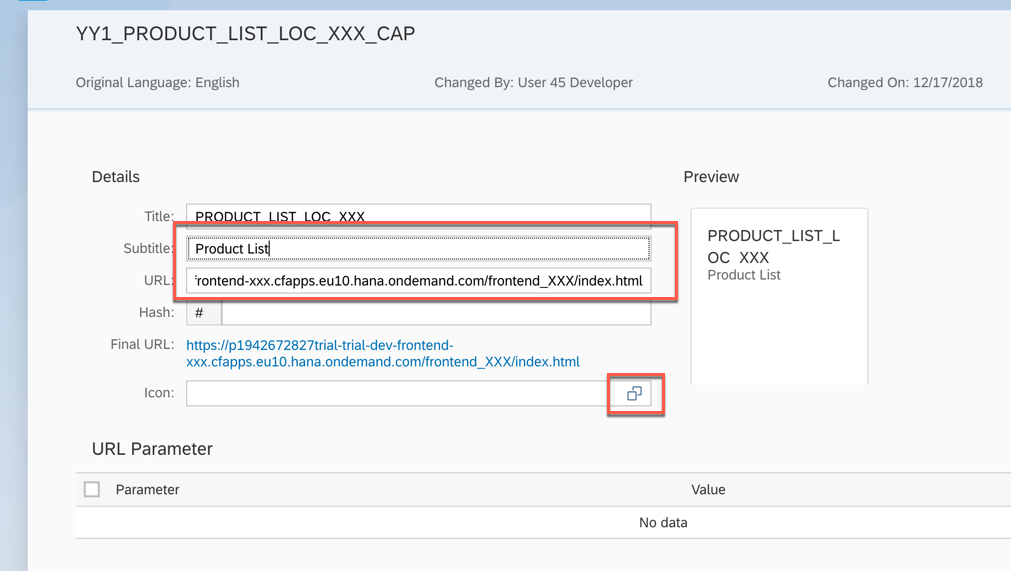 YY1_PRODUCT_LIST_LOC_XXX_CAP
Original Language: English Changed By: User 45 Developer Changed On: 12/17/2018
Details Preview
Title: PRODUCT_LIST_LOC_XXX
Subtitle: Product List
URL: frontend-xxx.cfapps.eu10.hana.ondemand.com/frontend_XXX/index.html
Hash: #
Final URL: https://p1942672827trial-trial-dev-frontend-
xxx.cfapps.eu10.hana.ondemand.com/frontend_XXX/index.html
Icon:
PRODUCT_LIST_L
OC_XXX
Product List
URL Parameter
Parameter Value
No data